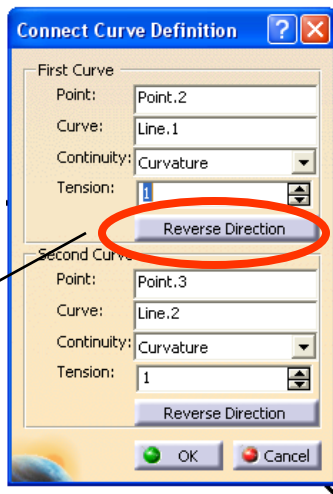 Connect Curve Definition
First Curve
Point: Point.2
Curve: Line.1
Continuity: Curvature
Tension: 1
Reverse Direction
Second Curve
Point: Point.3
Curve: Line.2
Continuity: Curvature
Tension: 1
Reverse Direction
OK Cancel